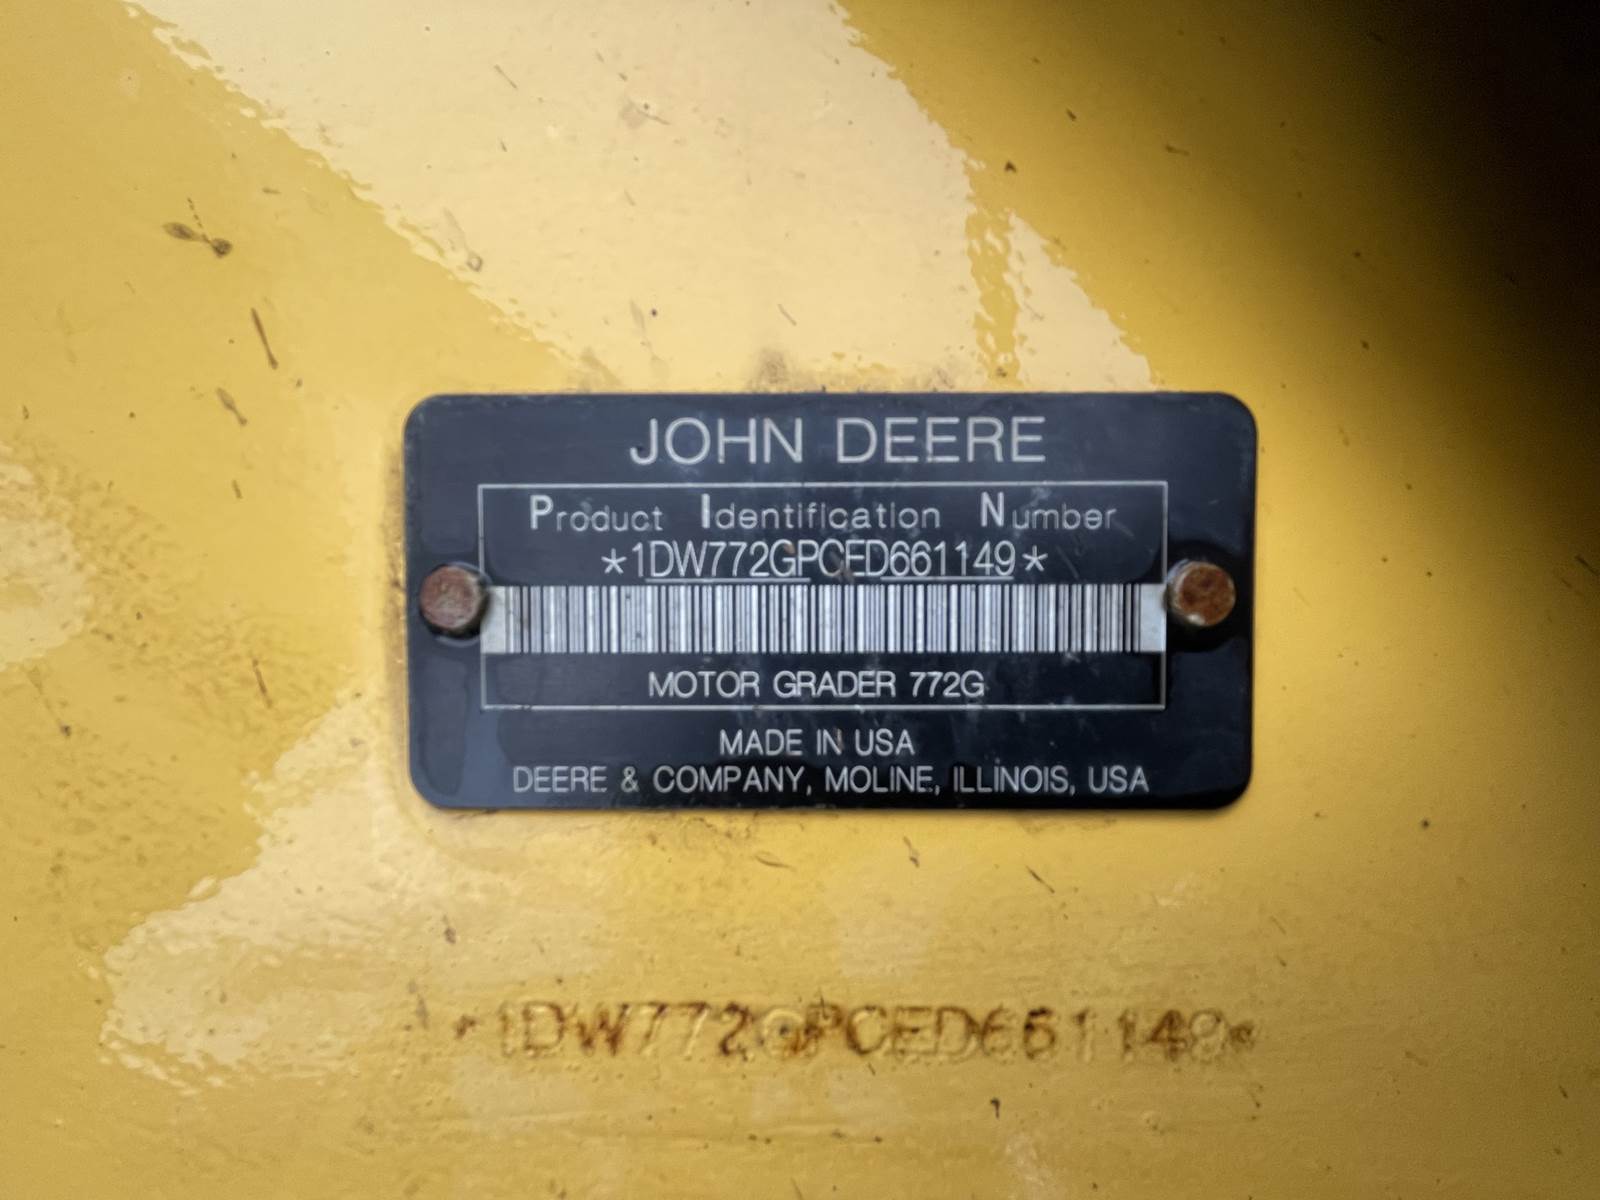 JOHN DEERE
Product Identification Number
*1DW772GPCED661149*
MOTOR GRADER 772G
MADE IN USA
DEERE & COMPANY, MOLINE, ILLINOIS, USA
*1DW772GPCED661149*